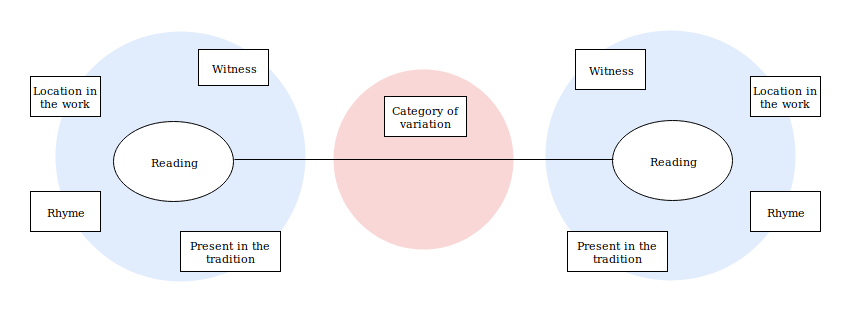 Witness
Location in
the work
Reading
Rhyme
Present in the
tradition
Category of
variation
Witness
Location in
the work
Reading
Rhyme
Present in the
tradition